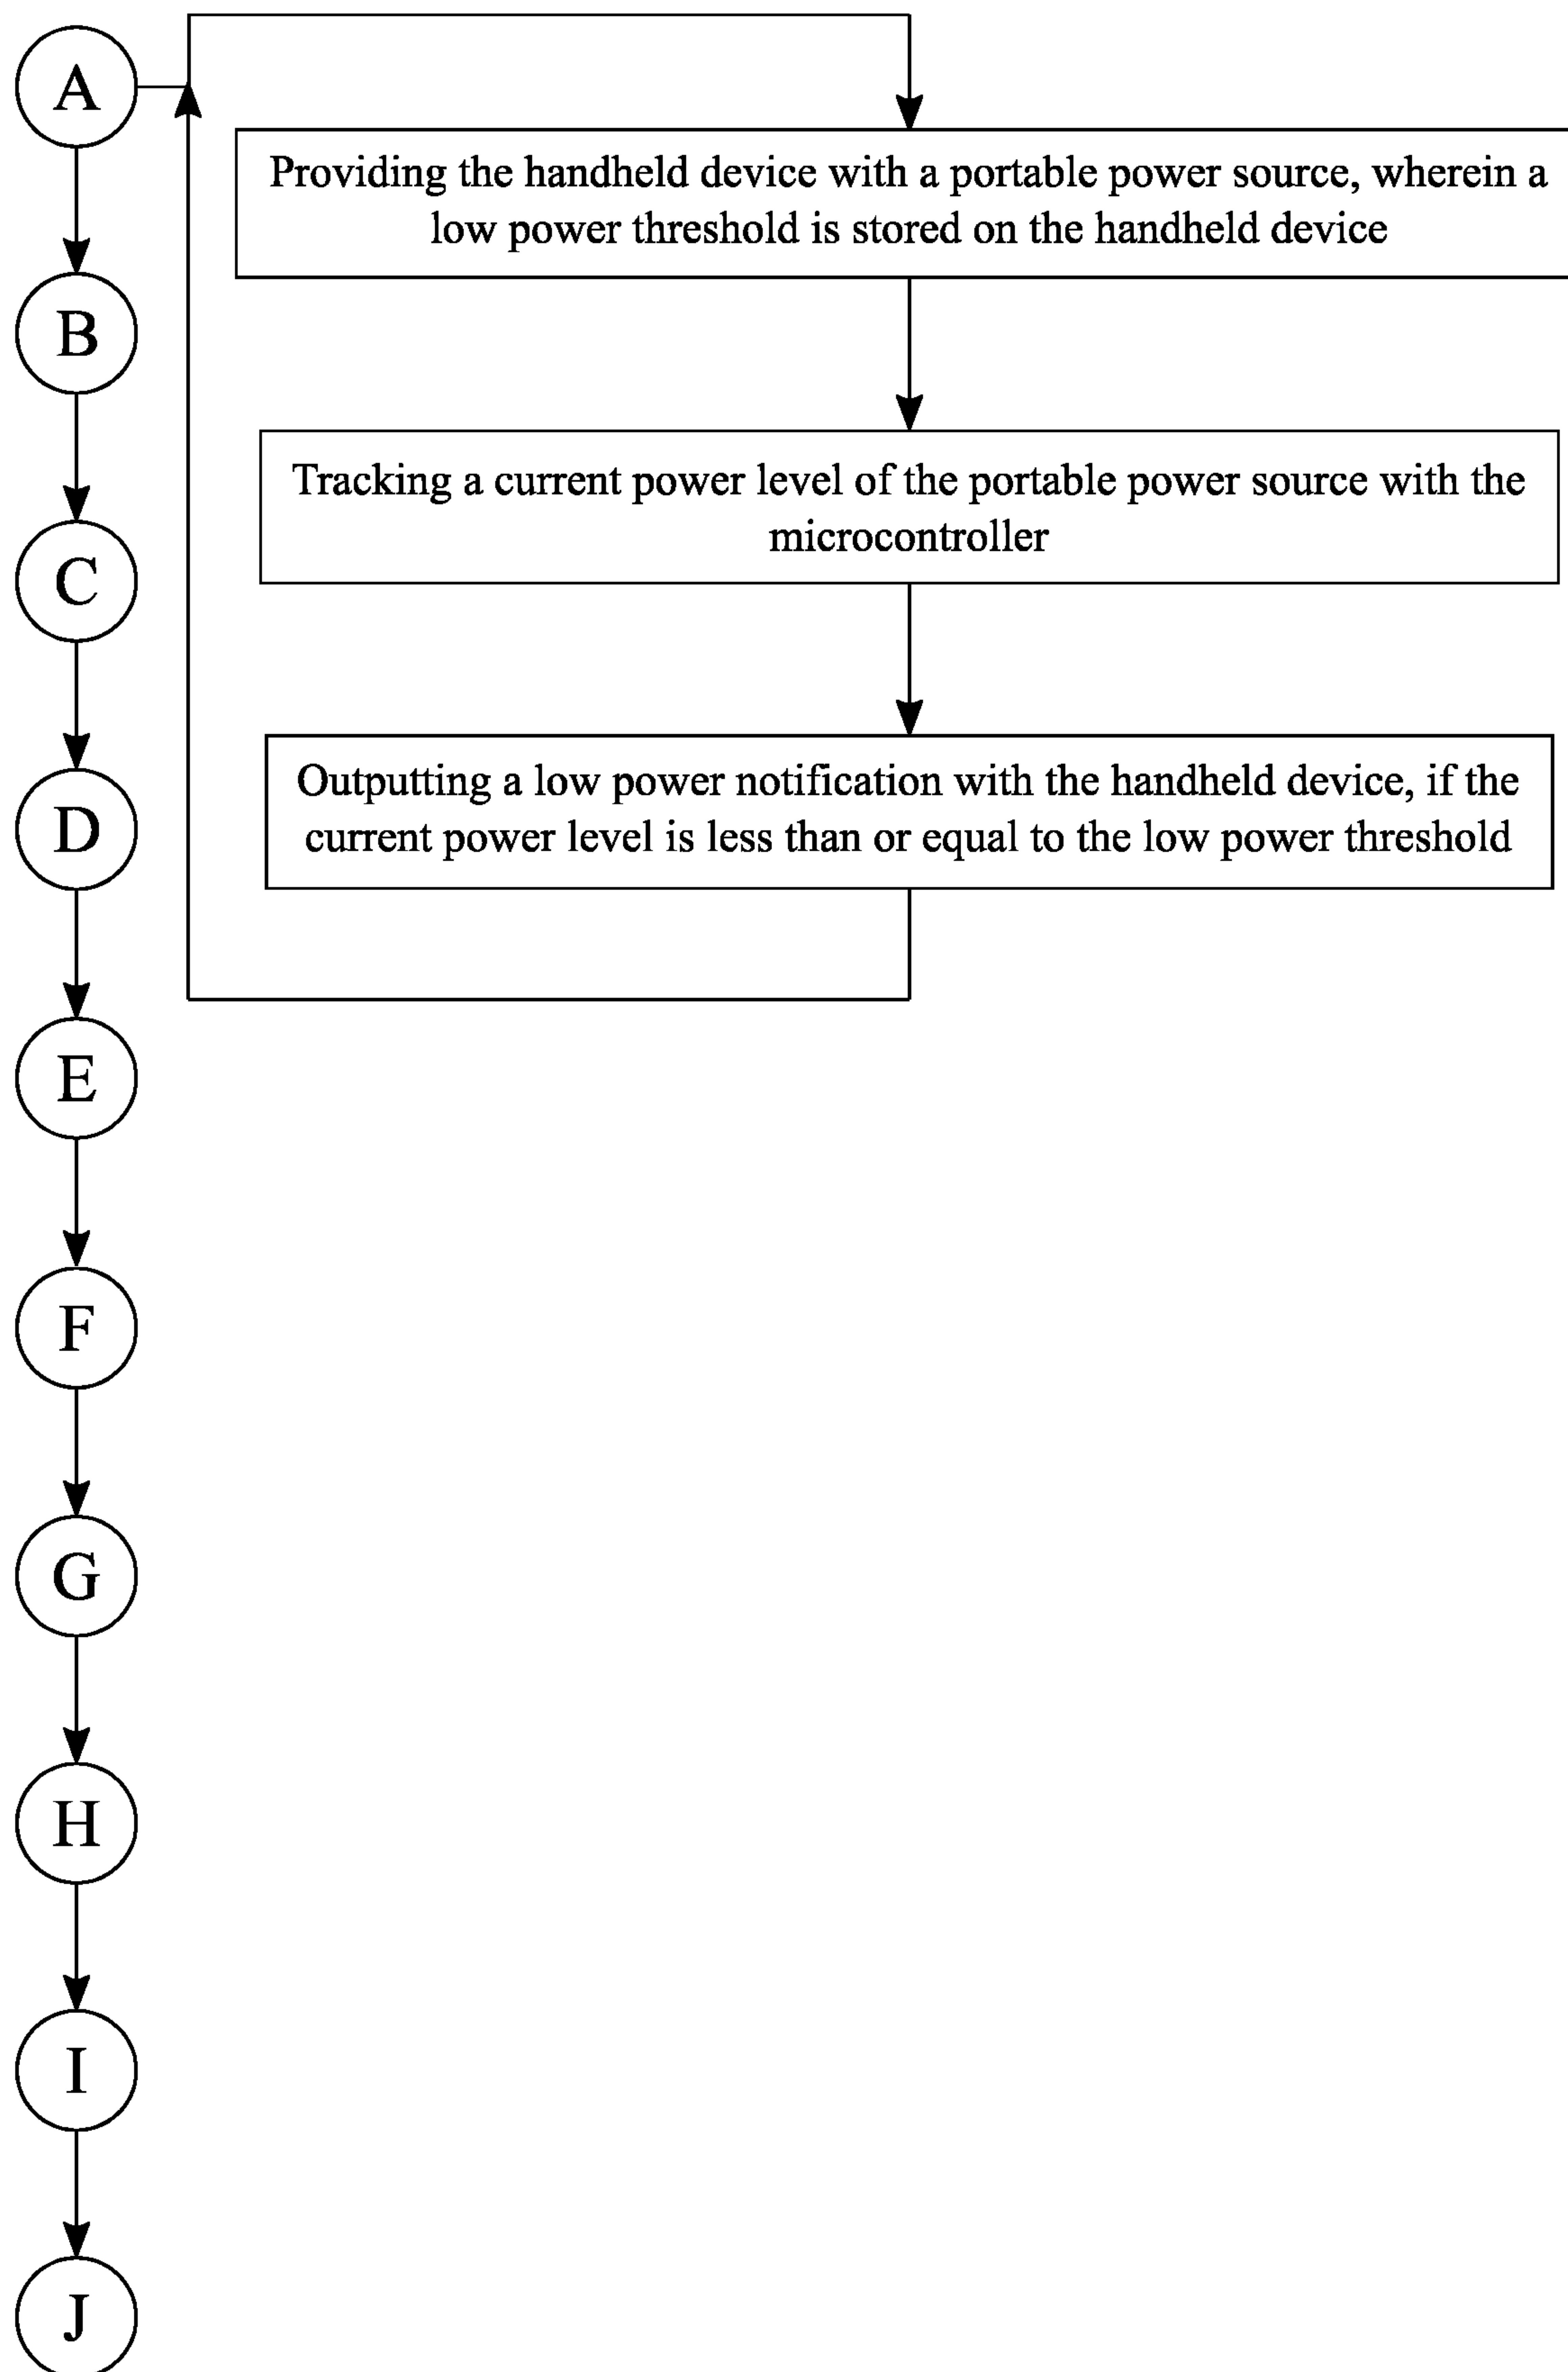 A
Providing the handheld device with a portable power source, wherein a
low power threshold is stored on the handheld device
B
Tracking a current power level of the portable power source with the
microcontroller
C
Outputting a low power notification with the handheld device, if the
current power level is less than or equal to the low power threshold
D
E
F
G
H
I
J